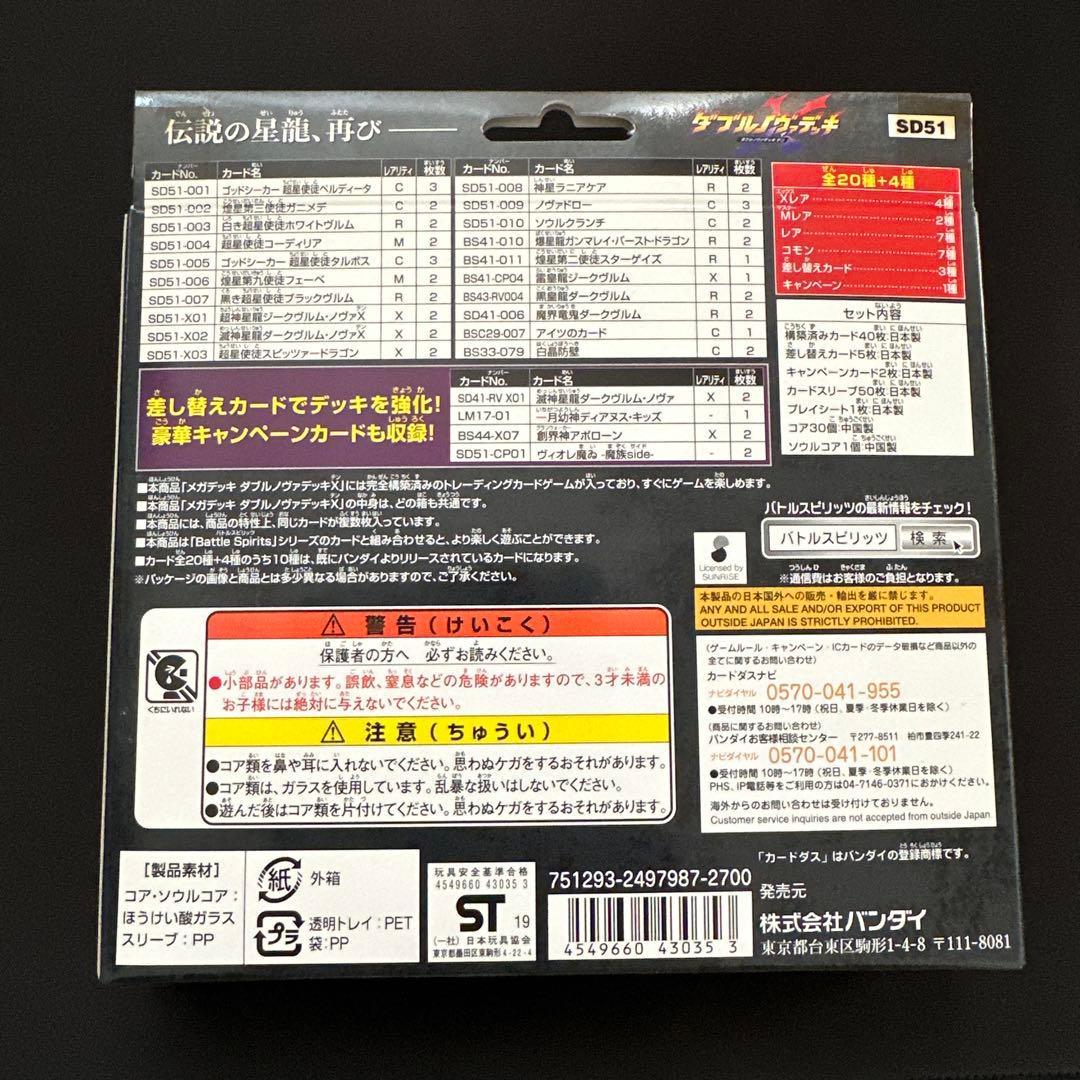 伝説の星龍、再び――
ダブルノヴァデッキ
SD51
カードNo. カード名 レアリティ 枚数
SD51-001 ゴッドシーカー 超星使徒ベルディータ C 3
SD51-002 煌星第三使徒ガニメデ C 2
SD51-003 白き超星使徒ホワイトヴルム R 2
SD51-004 超星使徒コーディリア M 2
SD51-005 ゴッドシーカー 超星使徒タルボス C 3
SD51-006 煌星第九使徒フェーベ M 2
SD51-007 黒き超星使徒ブラックヴルム R 2
SD51-X01 超神星龍ジークヴルム・ノヴァX X 2
SD51-X02 滅神星龍ダークヴルム・ノヴァX X 2
SD51-X03 超星使徒スピッツァードラゴン X 2
カードNo. カード名 レアリティ 枚数
SD51-008 神星ラニアケア R 2
SD51-009 ノヴァドロー C 3
SD51-010 ソウルクランチ C 2
BS41-010 爆星龍ガンマレイ・バースト・ドラゴン R 2
BS41-011 煌星第二使徒スターゲイズ R 1
BS41-CP04 雷皇龍ジークヴルム X 1
BS43-RV004 黒皇龍ダークヴルム R 2
SD41-006 魔界竜鬼ダークヴルム R 2
BSC29-007 アイツのカード C 1
BS33-079 白晶防壁 C 2
全20種+4種
Xレア 4種
Mレア 2種
レア 7種
コモン 7種
差し替えカード 3種
キャンペーン 1種
セット内容
構築済みカード40枚:日本製
差し替えカード5枚:日本製
キャンペーンカード2枚:日本製
カードスリーブ50枚:日本製
プレイシート1枚:日本製
コア30個:中国製
ソウルコア1個:中国製
差し替えカードでデッキを強化!
豪華キャンペーンカードも収録!
カードNo. カード名 レアリティ 枚数
SD41-RV X01 滅神星龍ダークヴルム・ノヴァ X 2
LM17-01 一月幼神ディアヌス・キッズ - 1
BS44-X07 創界神アポローン X 2
SD51-CP01 ヴィオレ魔ゐ -魔族side- - 2
■本商品「メガデッキ ダブルノヴァデッキX」には完全構築済みのトレーディングカードゲームが入っており、すぐにゲームを楽しめます。
■本商品「メガデッキ ダブルノヴァデッキX」の中身は、どの箱も共通です。
■本商品には、商品の特性上、同じカードが複数枚入っています。
■本商品は「Battle Spirits」シリーズのカードと組み合わせると、より楽しく遊ぶことができます。
■カード全20種+4種のうち10種は、既にバンダイよりリリースされているカードになります。
※パッケージの画像と商品とは多少異なる場合がありますので、ご了承ください。
バトルスピリッツの最新情報をチェック!
バトルスピリッツ 検索
※通信費はお客様のご負担となります。
Licensed by
SUNRISE
本製品の日本国外への販売・輸出を厳に禁じます。
ANY AND ALL SALE AND/OR EXPORT OF THIS PRODUCT
OUTSIDE JAPAN IS STRICTLY PROHIBITED.
くちにいれない
警告(けいこく)
保護者の方へ 必ずお読みください。
●小部品があります。誤飲、窒息などの危険がありますので、3才未満の
お子様には絶対に与えないでください。
注意(ちゅうい)
●コア類を鼻や耳に入れないでください。思わぬケガをするおそれがあります。
●コア類は、ガラスを使用しています。乱暴な扱いはしないでください。
●遊んだ後はコア類を片付けてください。思わぬケガをするおそれがあります。
(ゲームルール・キャンペーン・ICカードのデータ破損など商品以外の
全てに関するお問い合わせ)
カードダスナビ
ナビダイヤル 0570-041-955
●受付時間 10時~17時(祝日、夏季・冬季休業日を除く)
(商品に関するお問い合わせ)
バンダイお客様相談センター 〒277-8511 柏市豊四季241-22
ナビダイヤル 0570-041-101
●受付時間 10時~17時(祝日、夏季・冬季休業日を除く)
PHS、IP電話等をご利用の方は04-7146-0371におかけください。
海外からのお問い合わせは受け付けておりません。
Customer service inquiries are not accepted from outside Japan.
「カードダス」はバンダイの登録商標です。
[製品素材]
コア・ソウルコア:
ほうけい酸ガラス
スリーブ:PP
紙 外箱
プラ 透明トレイ:PET
袋:PP
玩具安全基準合格
4549660 43035 3
ST 19
(一社)日本玩具協会
東京都墨田区東駒形4-22-4
751293-2497987-2700
4549660 43035 3
発売元
株式会社バンダイ
東京都台東区駒形1-4-8 〒111-8081